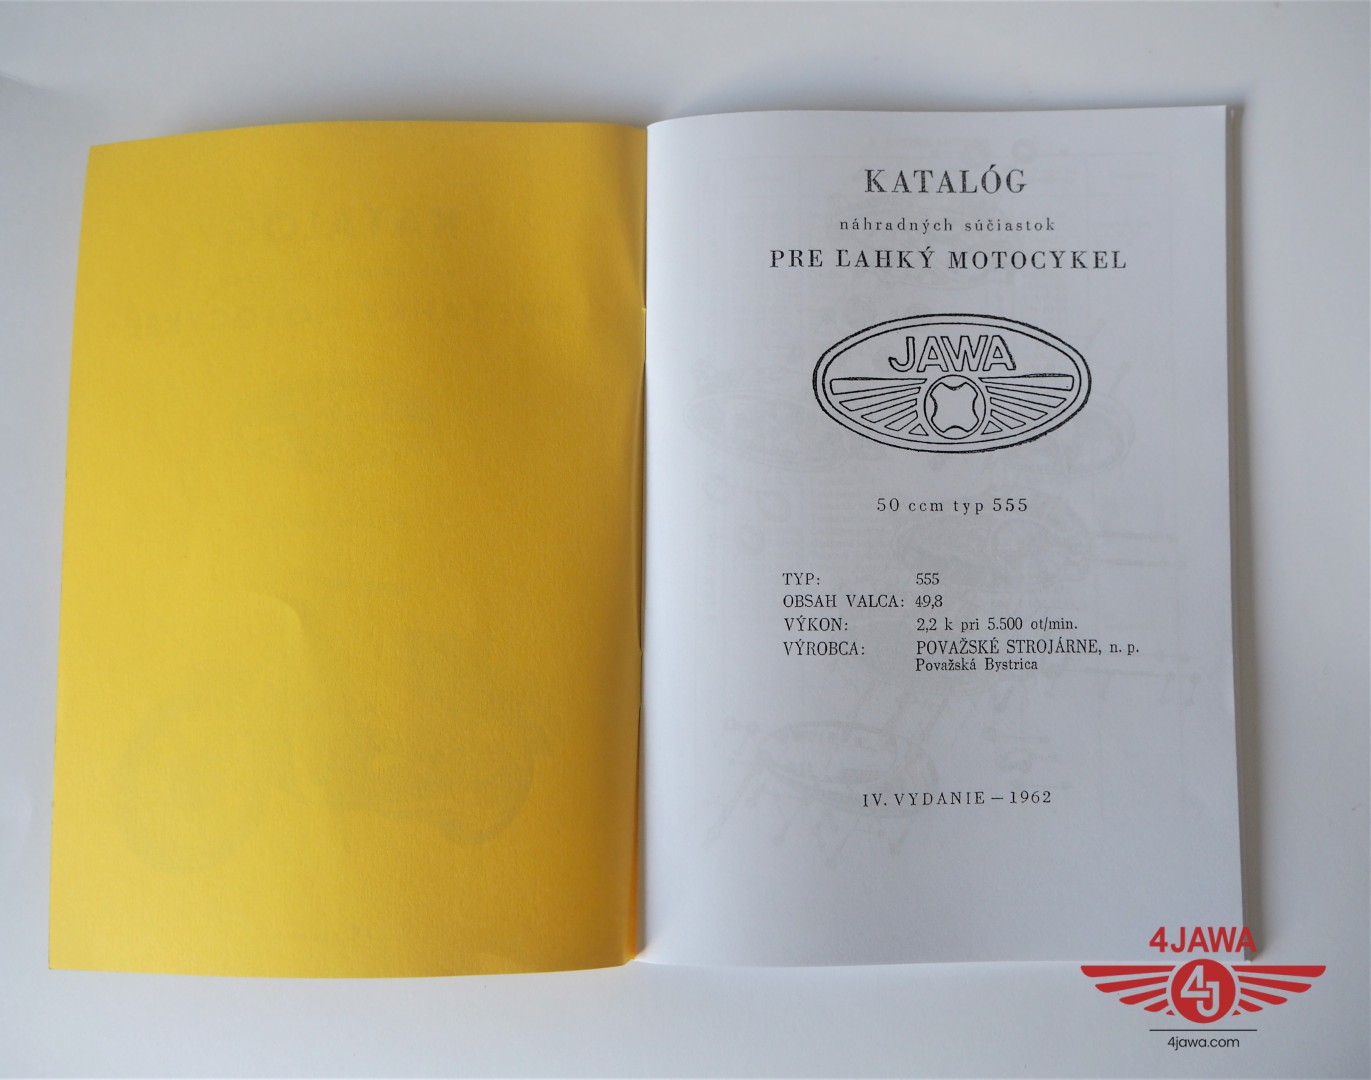 KATALÓG
náhradných súčiastok
PRE ĽAHKÝ MOTOCYKEL
JAWA
50 ccm typ 555
TYP: 555
OBSAH VALCA: 49,8
VÝKON: 2,2 k pri 5.500 ot/min.
VÝROBCA: POVAŽSKÉ STROJÁRNE, n. p.
Považská Bystrica
IV. VYDANIE — 1962
4JAWA
4J
4jawa.com